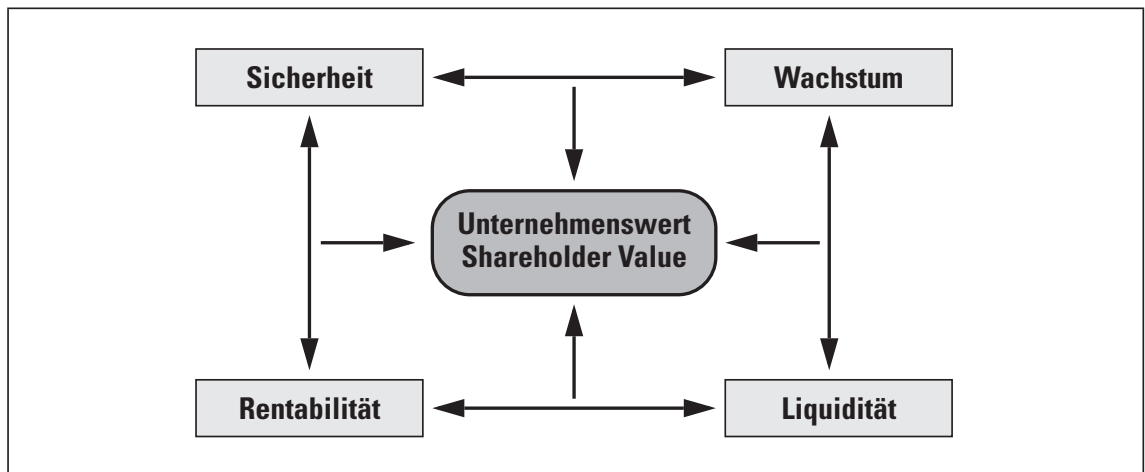 Sicherheit
Wachstum
Unternehmenswert
Shareholder Value
Rentabilität
Liquidität